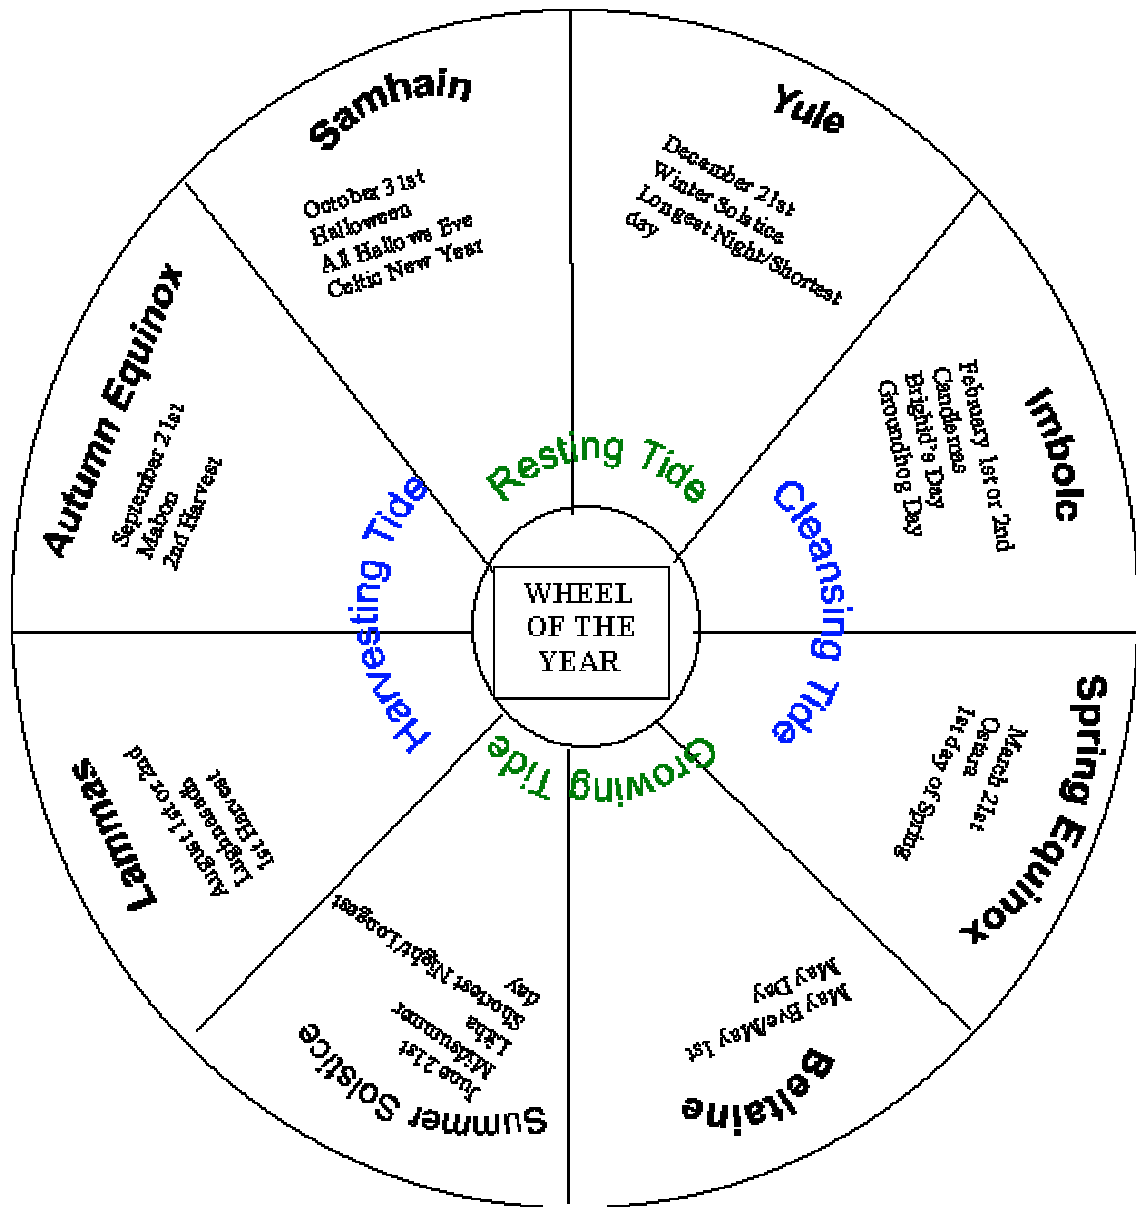 Samhain
October 31st
Halloween
All Hallows Eve
Celtic New Year
Yule
December 21st
Winter Solstice
Longest Night/Shortest
day
Imbolc
February 1st or 2nd
Candlemas
Brighid's Day
Groundhog Day
Spring Equinox
March 21st
Ostara
1st day of Spring
Beltaine
May Eve/May 1st
May Day
Summer Solstice
June 21st
Midsummer
Litha
Shortest Night/Longest
day
Lammas
August 1st or 2nd
Lughnasadh
1st Harvest
Autumn Equinox
September 21st
Mabon
2nd Harvest
Resting Tide
Cleansing Tide
Growing Tide
Harvesting Tide
WHEEL
OF THE
YEAR